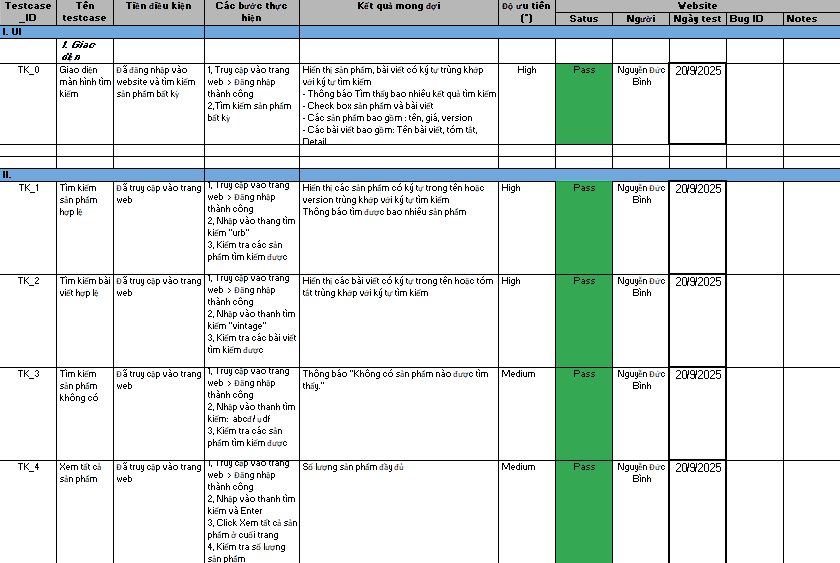 Testcase _ID
Tên testcase
Tiền điều kiện
Các bước thực hiện
Kết quả mong đợi
Độ ưu tiên (*)
Website
Satus
Người
Ngày test
Bug ID
Notes
I. UI
1. Giao diện
TK_0
Giao diện màn hình tìm kiếm
Đã đăng nhập vào website và tìm kiếm sản phẩm bất kỳ
1, Truy cập vào trang web > Đăng nhập thành công
2,Tìm kiếm sản phẩm bất kỳ
Hiển thị sản phẩm, bài viết có ký tự trùng khớp với ký tự tìm kiếm
- Thông báo Tìm thấy bao nhiêu kết quả tìm kiếm
- Check box sản phẩm và bài viết
- Các sản phẩm bao gồm: tên, giá, version
- Các bài viết bao gồm: Tên bài viết, tóm tắt, Detail
High
Pass
Nguyễn Đức Bình
20/9/2025
II.
TK_1
Tìm kiếm sản phẩm hợp lệ
Đã truy cập vào trang web
1, Truy cập vào trang web > Đăng nhập thành công
2, Nhập vào thang tìm kiếm "urb"
3, Kiểm tra các sản phẩm tìm kiếm được
Hiển thị các sản phẩm có ký tự trong tên hoặc version trùng khớp với ký tự tìm kiếm
Thông báo tìm được bao nhiêu sản phẩm
High
Pass
Nguyễn Đức Bình
20/9/2025
TK_2
Tìm kiếm bài viết hợp lệ
Đã truy cập vào trang web
1, Truy cập vào trang web > Đăng nhập thành công
2, Nhập vào thanh tìm kiếm "vintage"
3, Kiểm tra các bài viết tìm kiếm được
Hiển thị các bài viết có ký tự trong tên hoặc tóm tắt trùng khớp với ký tự tìm kiếm
High
Pass
Nguyễn Đức Bình
20/9/2025
TK_3
Tìm kiếm sản phẩm không có
Đã truy cập vào trang web
1, Truy cập vào trang web > Đăng nhập thành công
2, Nhập vào thanh tìm kiếm:
3, Kiểm tra các sản phẩm tìm kiếm được
Thông báo "Không có sản phẩm nào được tìm thấy."
Medium
Pass
Nguyễn Đức Bình
20/9/2025
TK_4
Xem tất cả sản phẩm
Đã truy cập vào trang web
1, Truy cập vào trang web > Đăng nhập thành công
2, Nhập vào thanh tìm kiếm và Enter
3, Click Xem tất cả sản phẩm ở cuối trang
4, Kiểm tra số lượng sản phẩm
Số lượng sản phẩm đầy đủ
Medium
Pass
Nguyễn Đức Bình
20/9/2025